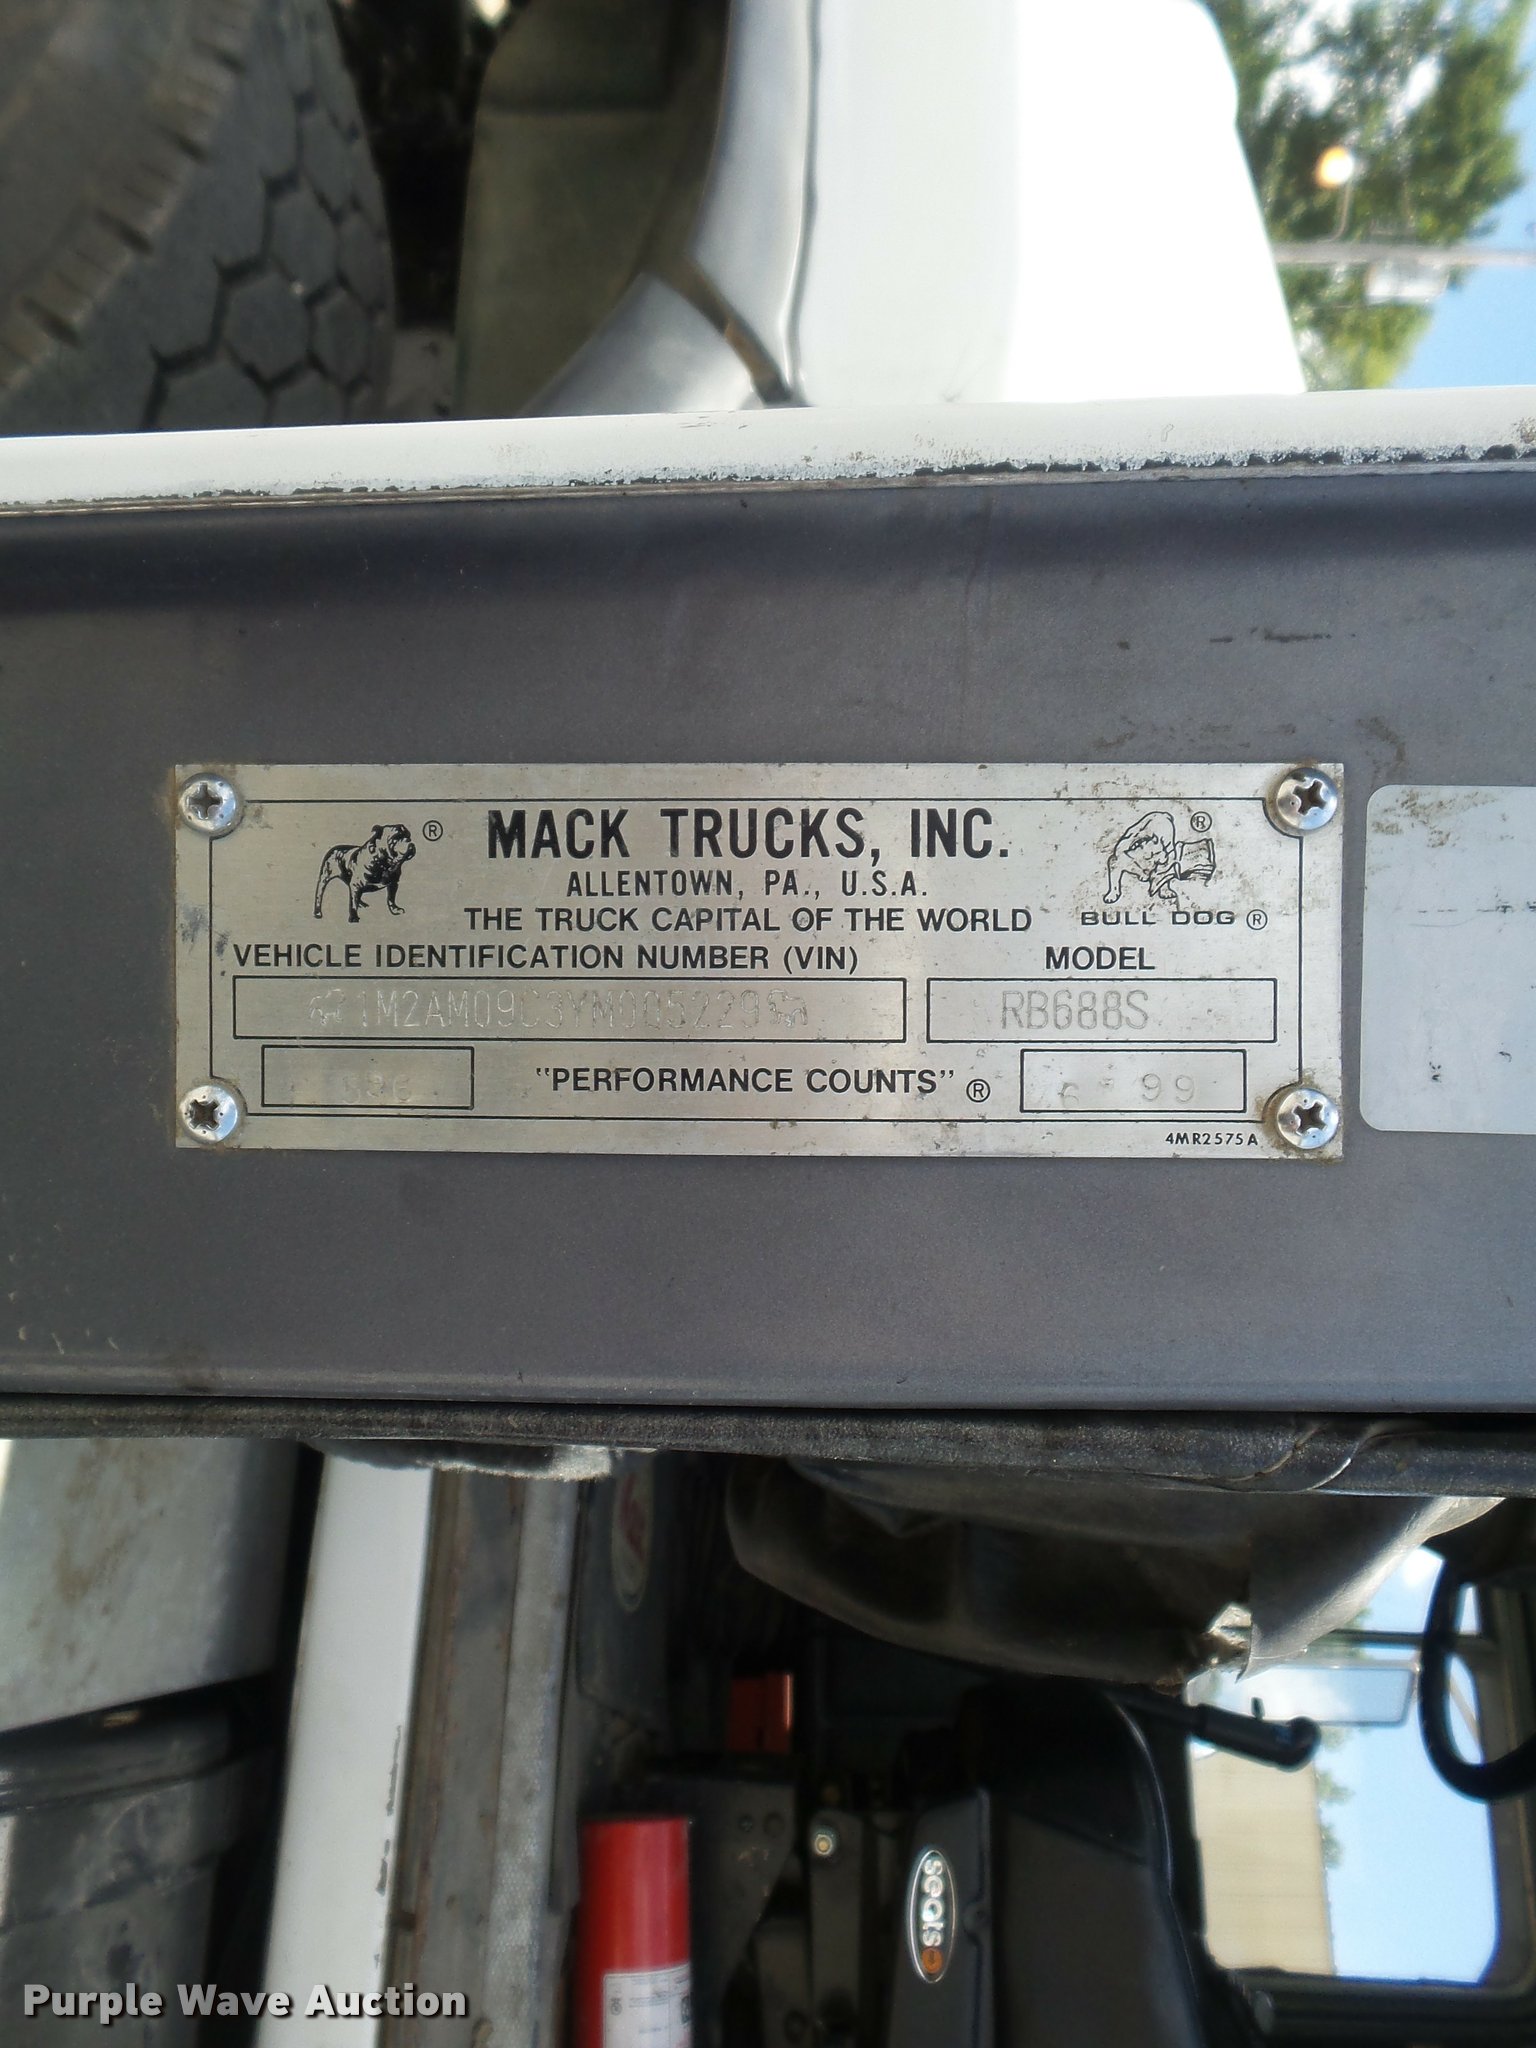 ®
MACK TRUCKS, INC.
®
ALLENTOWN, PA., U.S.A.
THE TRUCK CAPITAL OF THE WORLD
BULL DOG ®
VEHICLE IDENTIFICATION NUMBER (VIN)
MODEL
1M2AM09C3YM005229
RB688S
"PERFORMANCE COUNTS" ®
6 99
4MR2575A
seats
Purple Wave Auction